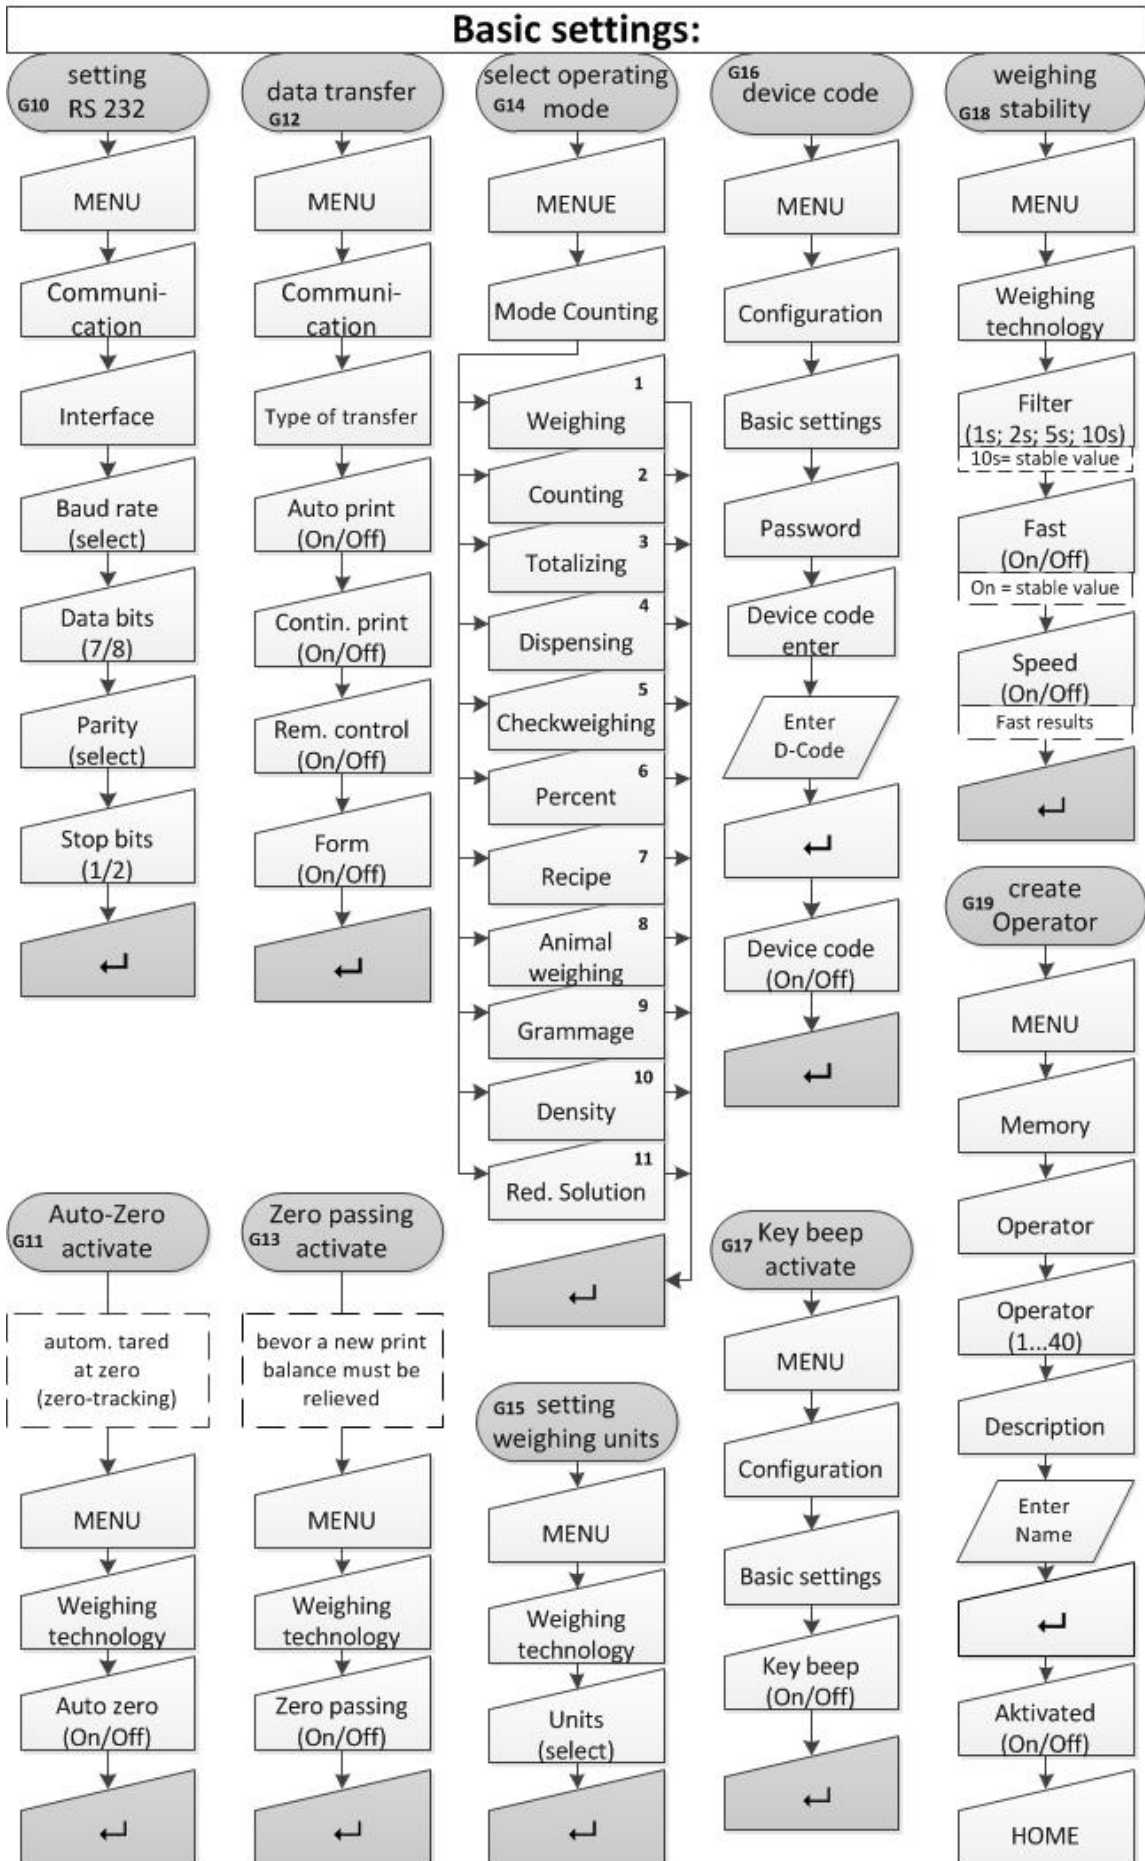 Basic settings:
setting
G10 RS 232
MENU
Communi-
cation
Interface
Baud rate
(select)
Data bits
(7/8)
Parity
(select)
Stop bits
(1/2)
↵
Auto-Zero
G11 activate
autom. tared
at zero
(zero-tracking)
MENU
Weighing
technology
Auto zero
(On/Off)
↵
data transfer
G12
MENU
Communi-
cation
Type of transfer
Auto print
(On/Off)
Contin. print
(On/Off)
Rem. control
(On/Off)
Form
(On/Off)
↵
Zero passing
G13 activate
bevor a new print
balance must be
relieved
MENU
Weighing
technology
Zero passing
(On/Off)
↵
select operating
G14 mode
MENUE
Mode Counting
1
Weighing
2
Counting
3
Totalizing
4
Dispensing
5
Checkweighing
6
Percent
7
Recipe
8
Animal
weighing
9
Grammage
10
Density
11
Red. Solution
↵
G15 setting
weighing units
MENU
Weighing
technology
Units
(select)
↵
G16
device code
MENU
Configuration
Basic settings
Password
Device code
enter
Enter
D-Code
↵
Device code
(On/Off)
↵
G17 Key beep
activate
MENU
Configuration
Basic settings
Key beep
(On/Off)
↵
weighing
G18 stability
MENU
Weighing
technology
Filter
(1s; 2s; 5s; 10s)
10s= stable value
Fast
(On/Off)
On = stable value
Speed
(On/Off)
Fast results
↵
G19 create
Operator
MENU
Memory
Operator
Operator
(1...40)
Description
Enter
Name
↵
Aktivated
(On/Off)
HOME